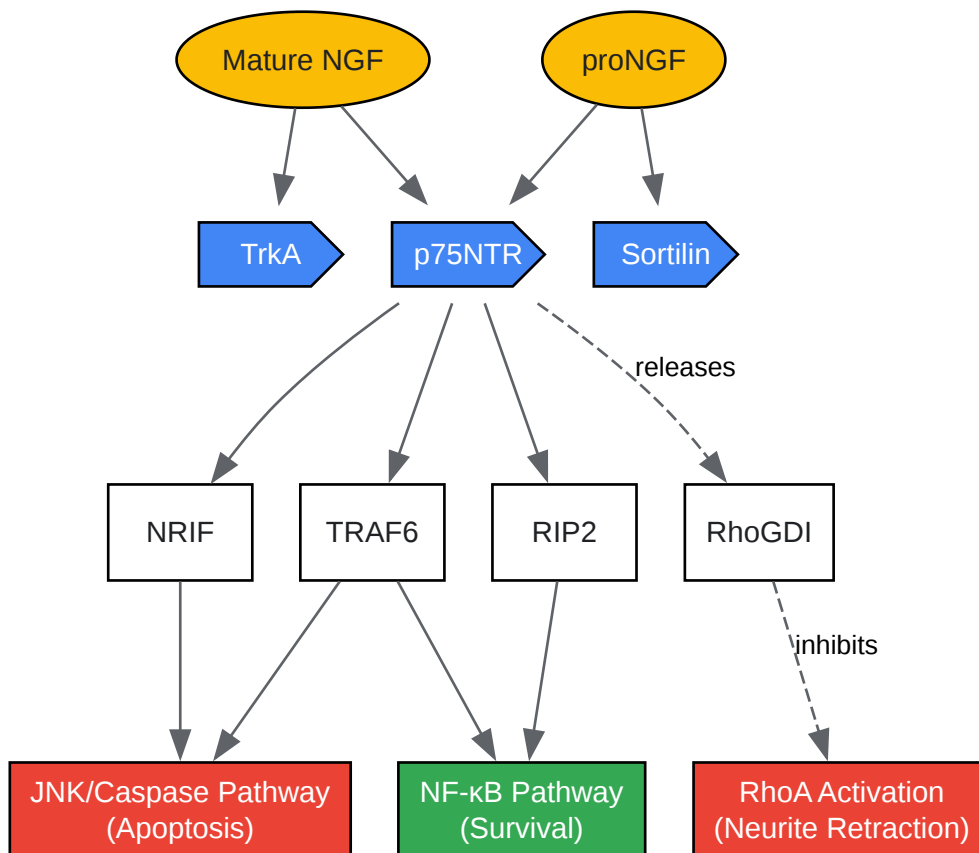 Mature NGF
proNGF
TrkA
p75NTR
Sortilin
releases
NRIF
TRAF6
RIP2
RhoGDI
inhibits
JNK/Caspase Pathway
(Apoptosis)
NF-κB Pathway
(Survival)
RhoA Activation
(Neurite Retraction)